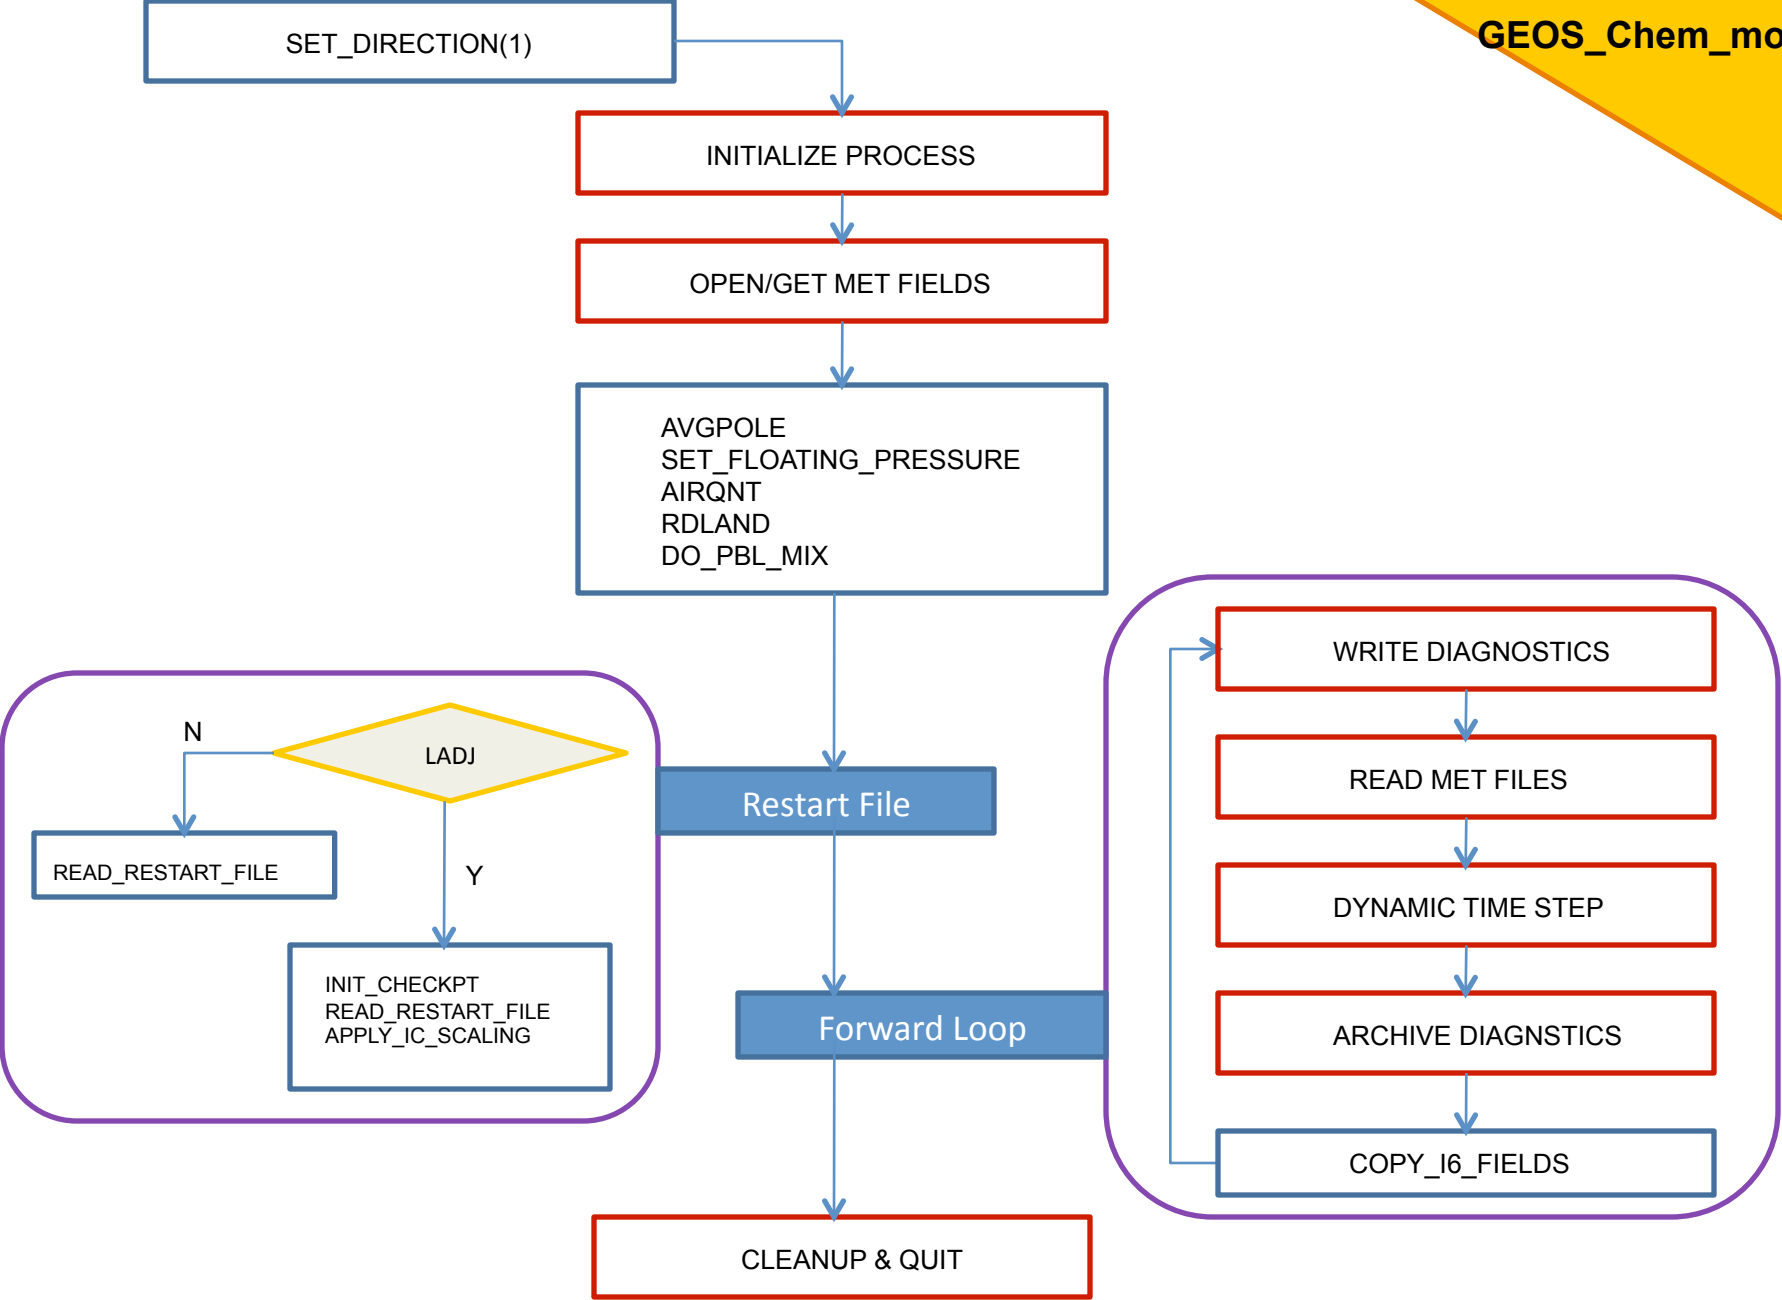 GEOS_Chem_mo
SET_DIRECTION(1)
INITIALIZE PROCESS
OPEN/GET MET FIELDS
AVGPOLE
SET_FLOATING_PRESSURE
AIRQNT
RDLAND
DO_PBL_MIX
N
LADJ
READ_RESTART_FILE
Y
INIT_CHECKPT
READ_RESTART_FILE
APPLY_IC_SCALING
Restart File
Forward Loop
WRITE DIAGNOSTICS
READ MET FILES
DYNAMIC TIME STEP
ARCHIVE DIAGNSTICS
COPY_I6_FIELDS
CLEANUP & QUIT